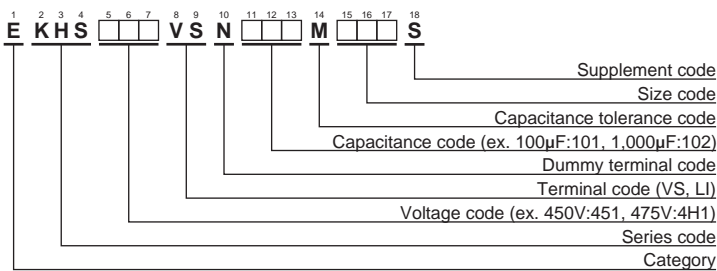 1 2 3 4 5 6 7 8 9 10 11 12 13 14 15 16 17 18
E KHS VS N M S
Supplement code
Size code
Capacitance tolerance code
Capacitance code (ex. 100μF:101, 1,000μF:102)
Dummy terminal code
Terminal code (VS, LI)
Voltage code (ex. 450V:451, 475V:4H1)
Series code
Category